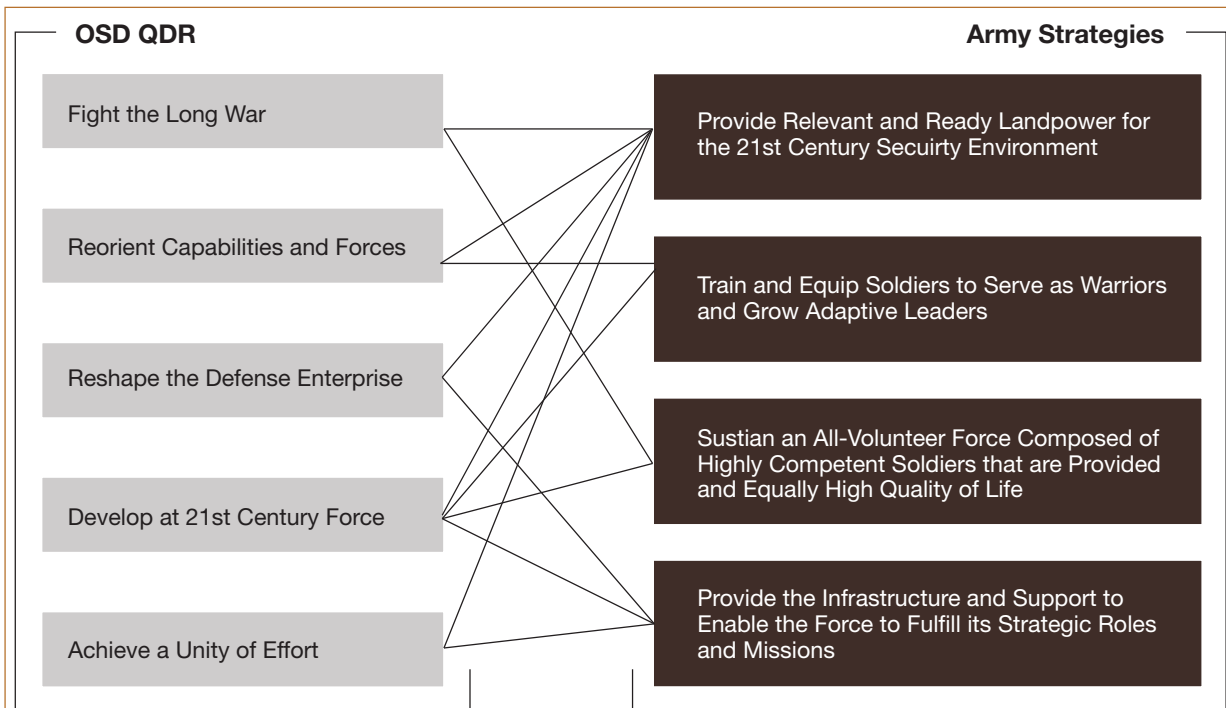 OSD QDR
Army Strategies
Fight the Long War
Reorient Capabilities and Forces
Reshape the Defense Enterprise
Develop at 21st Century Force
Achieve a Unity of Effort
Provide Relevant and Ready Landpower for
the 21st Century Secuirty Environment
Train and Equip Soldiers to Serve as Warriors
and Grow Adaptive Leaders
Sustian an All-Volunteer Force Composed of
Highly Competent Soldiers that are Provided
and Equally High Quality of Life
Provide the Infrastructure and Support to
Enable the Force to Fulfill its Strategic Roles
and Missions